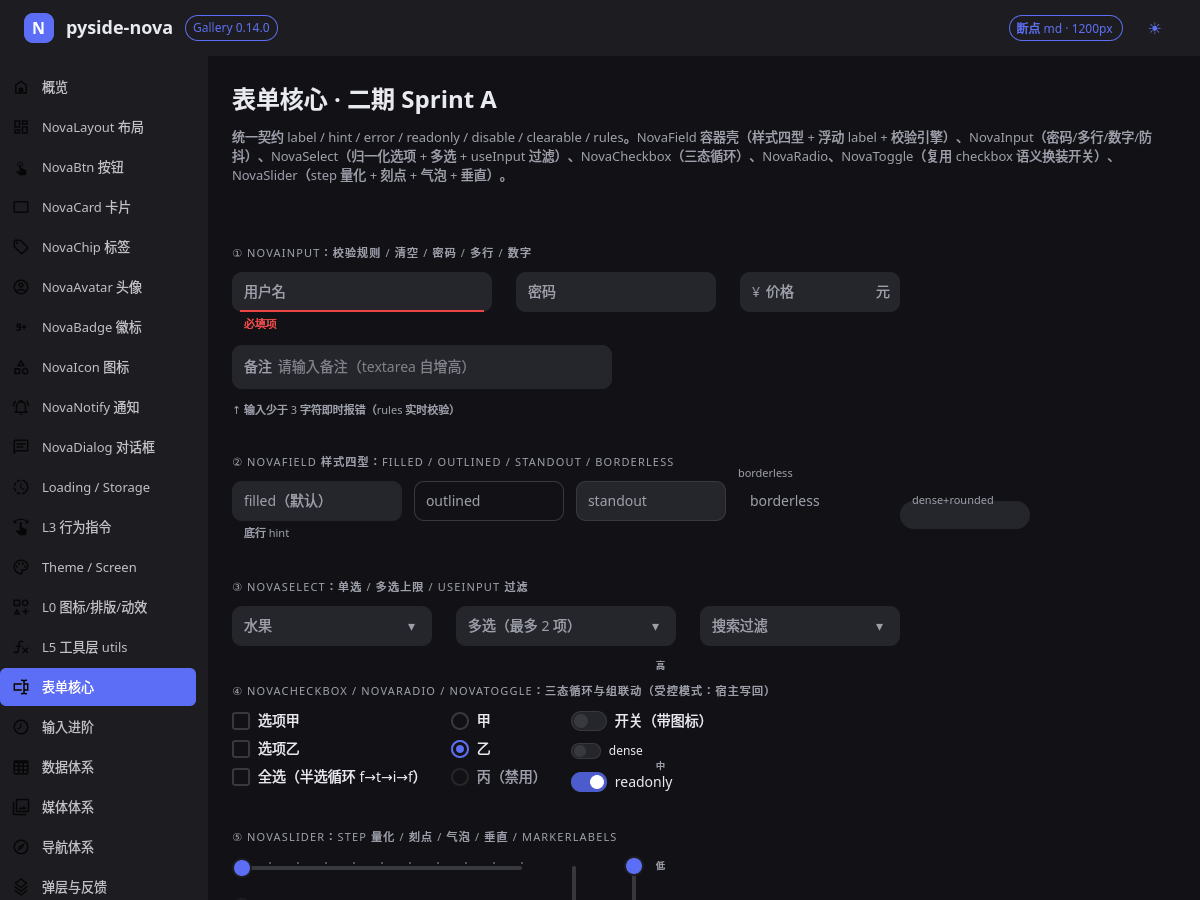 N pyside-nova Gallery 0.14.0 断点 md · 1200px
概览
NovaLayout 布局
NovaBtn 按钮
NovaCard 卡片
NovaChip 标签
NovaAvatar 头像
9+ NovaBadge 徽标
NovaIcon 图标
NovaNotify 通知
NovaDialog 对话框
Loading / Storage
L3 行为指令
Theme / Screen
L0 图标/排版/动效
L5 工具层 utils
表单核心
输入进阶
数据体系
媒体体系
导航体系
弹层与反馈
表单核心 · 二期 Sprint A
统一契约 label / hint / error / readonly / disable / clearable / rules。NovaField 容器壳（样式四型 + 浮动 label + 校验引擎）、NovaInput（密码/多行/数字/防
抖）、NovaSelect（归一化选项 + 多选 + useInput 过滤）、NovaCheckbox（三态循环）、NovaRadio、NovaToggle（复用 checkbox 语义换装开关）、
NovaSlider（step 量化 + 刻点 + 气泡 + 垂直）。
① NOVAINPUT：校验规则 / 清空 / 密码 / 多行 / 数字
用户名 密码 ¥ 价格 元
必填项
备注 请输入备注（textarea 自增高）
↑ 输入少于 3 字符即时报错（rules 实时校验）
② NOVAFIELD 样式四型：FILLED / OUTLINED / STANDOUT / BORDERLESS
borderless
filled（默认） outlined standout borderless dense+rounded
底行 hint
③ NOVASELECT：单选 / 多选上限 / USEINPUT 过滤
水果 ▼ 多选（最多 2 项） ▼ 搜索过滤 ▼
高
④ NOVACHECKBOX / NOVARADIO / NOVATOGGLE：三态循环与组联动（受控模式：宿主写回）
选项甲 甲 开关（带图标）
选项乙 乙 dense
中
全选（半选循环 f→t→i→f） 丙（禁用） readonly
⑤ NOVASLIDER：STEP 量化 / 刻点 / 气泡 / 垂直 / MARKERLABELS
低